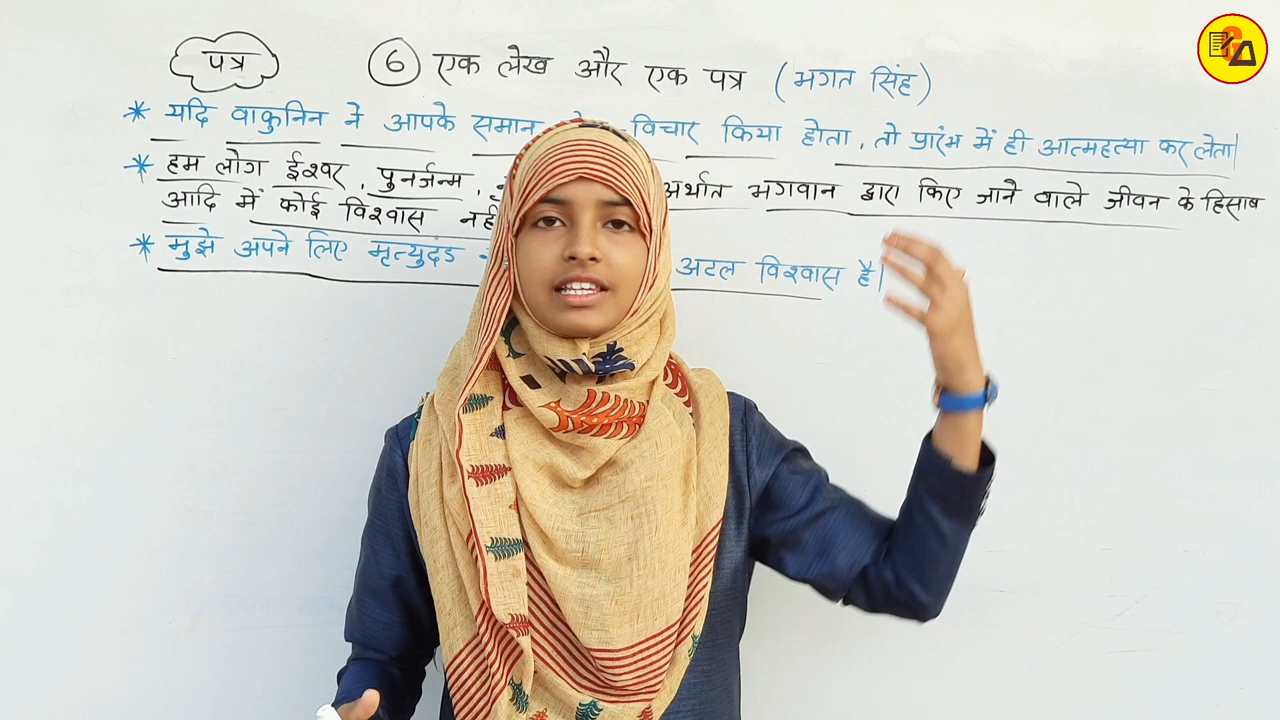 पत्र
6 एक लेख और एक पत्र (भगत सिंह)
* यदि वाकुनिन ने आपके समान विचार किया होता, तो प्रारंभ में ही आत्महत्या कर लेता।
* हम लोग ईश्वर, पुनर्जन्म, अर्थात भगवान द्वारा किए जाने वाले जीवन के हिसाब
आदि में कोई विश्वास
* मुझे अपने लिए मृत्युदंड अटल विश्वास है।